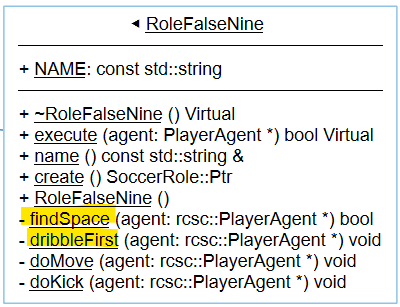 ◄ RoleFalseNine
+ NAME: const std::string
+ ~RoleFalseNine () Virtual
+ execute (agent: PlayerAgent *) bool Virtual
+ name () const std::string &
+ create () SoccerRole::Ptr
+ RoleFalseNine ()
- findSpace (agent: rcsc::PlayerAgent *) bool
- dribbleFirst (agent: rcsc::PlayerAgent *) void
- doMove (agent: rcsc::PlayerAgent *) void
- doKick (agent: rcsc::PlayerAgent *) void